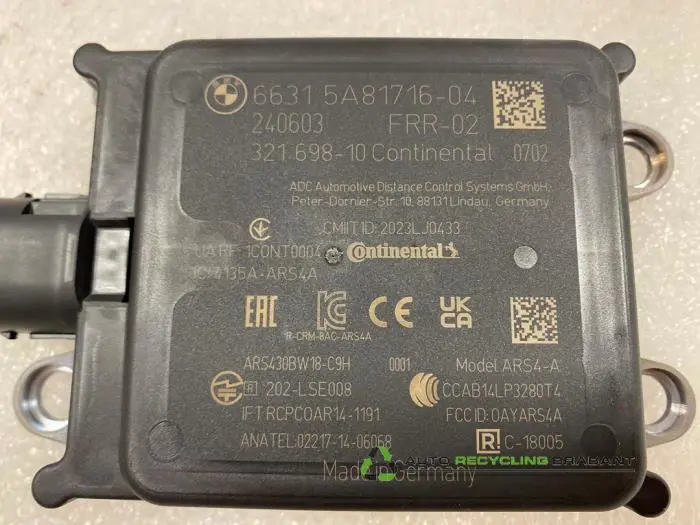 BMW 6631 5A81716-04
240603 FRR-02
321.698-10 Continental 0702
ADC Automotive Distance Control Systems GmbH,
Peter-Dornier-Str. 10, 88131 Lindau, Germany
CMIIT ID: 2023LJ0433
UA RF: 1CONT0004 Continental
IC: 4135A-ARS4A
EAC CE UK CA
R-CRM-BAC-ARS4A
ARS430BW18-C9H 0001 Model: ARS4-A
R 202-LSE008 CCAB14LP3280T4
IFT:RCPCOAR14-1191 FCC ID: 0AYARS4A
ANATEL:02217-14-06068 R C-18005
AUTO RECYCLING BRABANT
Made in Germany